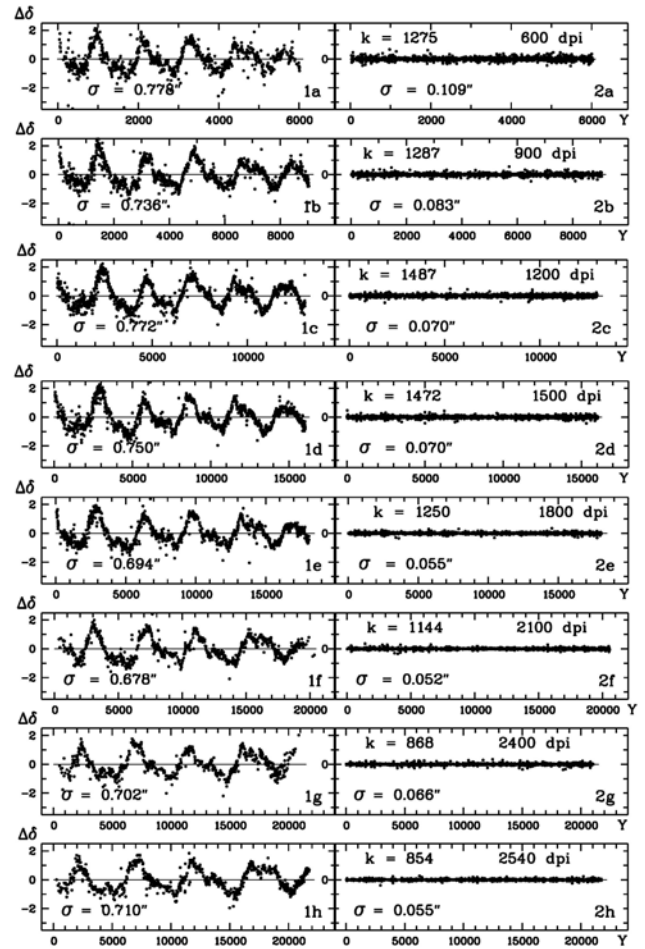 Δδ
2
0
-2
σ = 0.778″
1a
0 2000 4000 6000
k = 1275 600 dpi
σ = 0.109″
2a
0 2000 4000 6000 Y
Δδ
2
0
-2
σ = 0.736″
1b
0 2000 4000 6000 8000
k = 1287 900 dpi
σ = 0.083″
2b
0 2000 4000 6000 8000 Y
Δδ
2
0
-2
σ = 0.772″
1c
0 5000 10000
k = 1487 1200 dpi
σ = 0.070″
2c
0 5000 10000 Y
Δδ
2
0
-2
σ = 0.750″
1d
0 5000 10000 15000
k = 1472 1500 dpi
σ = 0.070″
2d
0 5000 10000 15000 Y
Δδ
2
0
-2
σ = 0.694″
1e
0 5000 10000 15000
k = 1250 1800 dpi
σ = 0.055″
2e
0 5000 10000 15000 Y
Δδ
2
0
-2
σ = 0.678″
1f
0 5000 10000 15000 20000
k = 1144 2100 dpi
σ = 0.052″
2f
0 5000 10000 15000 20000 Y
Δδ
2
0
-2
σ = 0.702″
1g
0 5000 10000 15000 20000
k = 868 2400 dpi
σ = 0.066″
2g
0 5000 10000 15000 20000 Y
Δδ
2
0
-2
σ = 0.710″
1h
0 5000 10000 15000 20000
k = 854 2540 dpi
σ = 0.055″
2h
0 5000 10000 15000 20000 Y